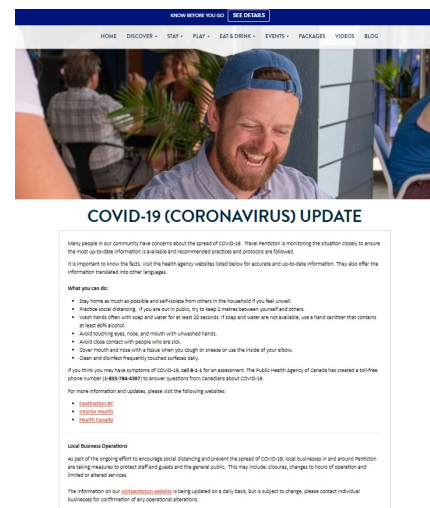 KNOW BEFORE YOU GO SEE DETAILS
HOME DISCOVER STAY PLAY EAT & DRINK EVENTS PACKAGES VIDEOS BLOG
COVID-19 (CORONAVIRUS) UPDATE
Many people in our community have concerns about the spread of COVID-19. Travel Penticton is monitoring the situation closely to ensure
the most up-to-date information is available and recommended practices and protocols are followed.
It is important to know the facts. Visit the health agency websites listed below for accurate and up-to-date information. They also offer the
information translated into other languages.
What you can do:
• Stay home as much as possible and self-isolate from others in the household if you feel unwell.
• Practice social distancing. If you are out in public, try to keep 2 metres between yourself and others.
• Wash hands often with soap and water for at least 20 seconds. If soap and water are not available, use a hand sanitizer that contains
at least 60% alcohol.
• Avoid touching eyes, nose, and mouth with unwashed hands.
• Avoid close contact with people who are sick.
• Cover mouth and nose with a tissue when you cough or sneeze or use the inside of your elbow.
• Clean and disinfect frequently touched surfaces daily.
If you think you may have symptoms of COVID-19, call 8-1-1 for an assessment. The Public Health Agency of Canada has created a toll-free
phone number (1-833-784-4397) to answer questions from Canadians about COVID-19.
For more information and updates, please visit the following websites:
• Destination BC
• Interior Health
• Health Canada
Local Business Operations
As part of the ongoing effort to encourage social distancing and prevent the spread of COVID-19, local businesses in and around Penticton
are taking measures to protect staff and guests and the general public. This may include: closures, changes to hours of operation and
limited or altered services.
The information on our visitpenticton website is being updated on a daily basis, but is subject to change, please contact individual
businesses for confirmation of any operational alterations.